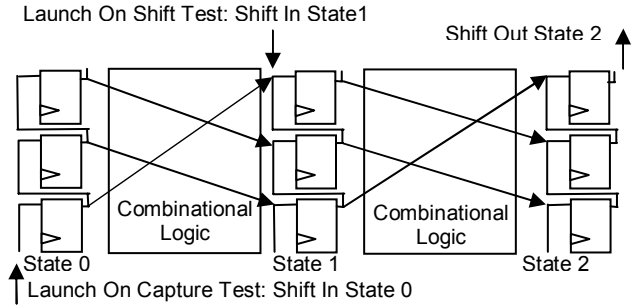 Launch On Shift Test: Shift In State1
Shift Out State 2
Combinational
Logic
Combinational
Logic
State 0
State 1
State 2
Launch On Capture Test: Shift In State 0